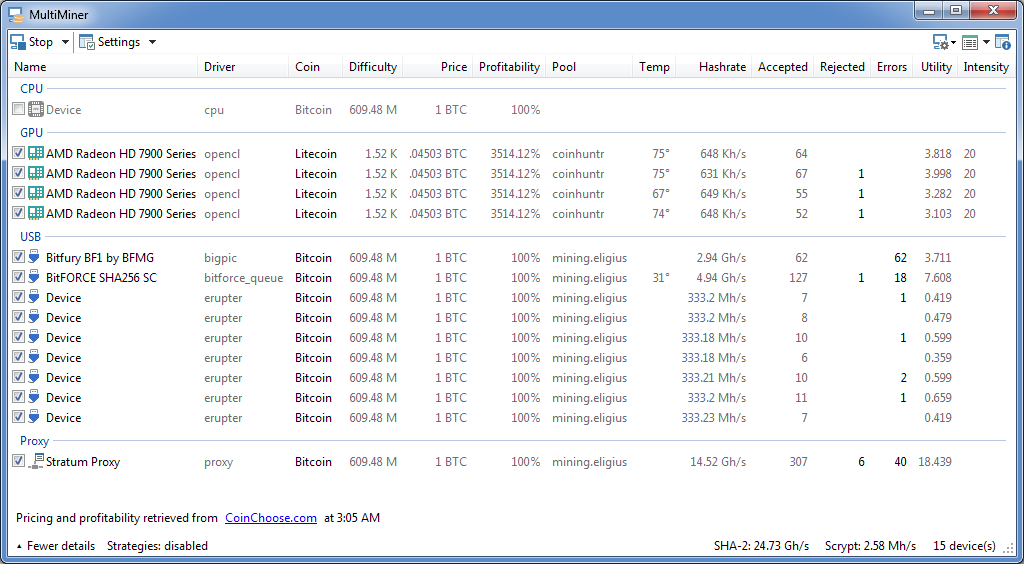 MultiMiner
Stop Settings
Name Driver Coin Difficulty Price Profitability Pool Temp Hashrate Accepted Rejected Errors Utility Intensity
CPU
Device cpu Bitcoin 609.48 M 1 BTC 100%
GPU
AMD Radeon HD 7900 Series opencl Litecoin 1.52 K .04503 BTC 3514.12% coinhuntr 75° 648 Kh/s 64 3.818 20
AMD Radeon HD 7900 Series opencl Litecoin 1.52 K .04503 BTC 3514.12% coinhuntr 75° 631 Kh/s 67 1 3.998 20
AMD Radeon HD 7900 Series opencl Litecoin 1.52 K .04503 BTC 3514.12% coinhuntr 67° 649 Kh/s 55 1 3.282 20
AMD Radeon HD 7900 Series opencl Litecoin 1.52 K .04503 BTC 3514.12% coinhuntr 74° 648 Kh/s 52 1 3.103 20
USB
Bitfury BF1 by BFMG bigpic Bitcoin 609.48 M 1 BTC 100% mining.eligius 2.94 Gh/s 62 62 3.711
BitFORCE SHA256 SC bitforce_queue Bitcoin 609.48 M 1 BTC 100% mining.eligius 31° 4.94 Gh/s 127 1 18 7.608
Device erupter Bitcoin 609.48 M 1 BTC 100% mining.eligius 333.2 Mh/s 7 1 0.419
Device erupter Bitcoin 609.48 M 1 BTC 100% mining.eligius 333.2 Mh/s 8 0.479
Device erupter Bitcoin 609.48 M 1 BTC 100% mining.eligius 333.18 Mh/s 10 1 0.599
Device erupter Bitcoin 609.48 M 1 BTC 100% mining.eligius 333.18 Mh/s 6 0.359
Device erupter Bitcoin 609.48 M 1 BTC 100% mining.eligius 333.21 Mh/s 10 2 0.599
Device erupter Bitcoin 609.48 M 1 BTC 100% mining.eligius 333.2 Mh/s 11 1 0.659
Device erupter Bitcoin 609.48 M 1 BTC 100% mining.eligius 333.23 Mh/s 7 0.419
Proxy
Stratum Proxy proxy Bitcoin 609.48 M 1 BTC 100% mining.eligius 14.52 Gh/s 307 6 40 18.439
Pricing and profitability retrieved from CoinChoose.com at 3:05 AM
Fewer details Strategies: disabled SHA-2: 24.73 Gh/s Scrypt: 2.58 Mh/s 15 device(s)